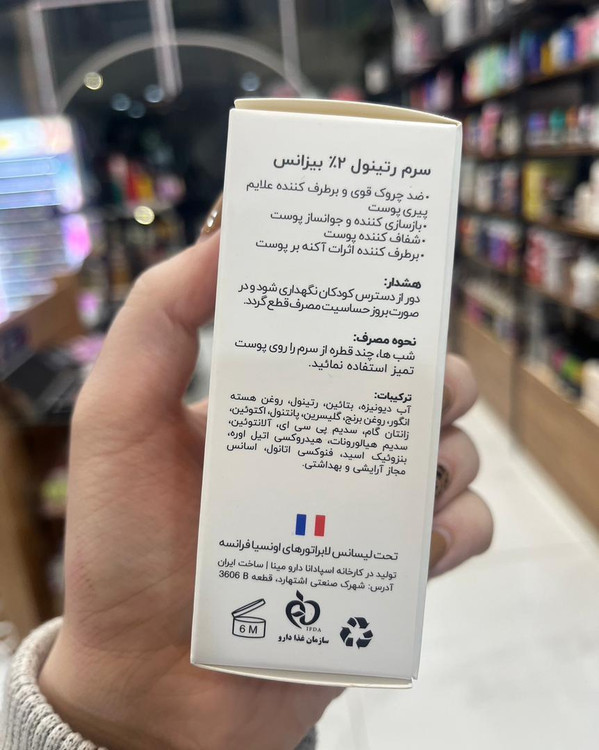 سرم رتینول ۲٪ بیزانس
•ضد چروک قوی و برطرف کننده علایم
پیری پوست
•بازسازی کننده و جوانساز پوست
•شفاف کننده پوست
•برطرف کننده اثرات آکنه بر پوست
هشدار:
دور از دسترس کودکان نگهداری شود و در
صورت بروز حساسیت مصرف قطع گردد.
نحوه مصرف:
شب ها، چند قطره از سرم را روی پوست
تمیز استفاده نمائید.
ترکیبات:
آب دیونیزه، بتائین، رتینول، روغن هسته
انگور، روغن برنج، گلیسرین، پانتنول، اکتوئین،
زانتان گام، سدیم پی سی ای، آلانتوئین،
سدیم هیالورونات، هیدروکسی اتیل اوره،
بنزوئیک اسید، فنوکسی اتانول، اسانس
مجاز آرایشی و بهداشتی.
تحت لیسانس لابراتورهای اونسیا فرانسه
تولید در کارخانه اسپادانا دارو مینا | ساخت ایران
آدرس: شهرک صنعتی اشتهارد، قطعه 3606 B
6 M
IFDA
سازمان غذا دارو